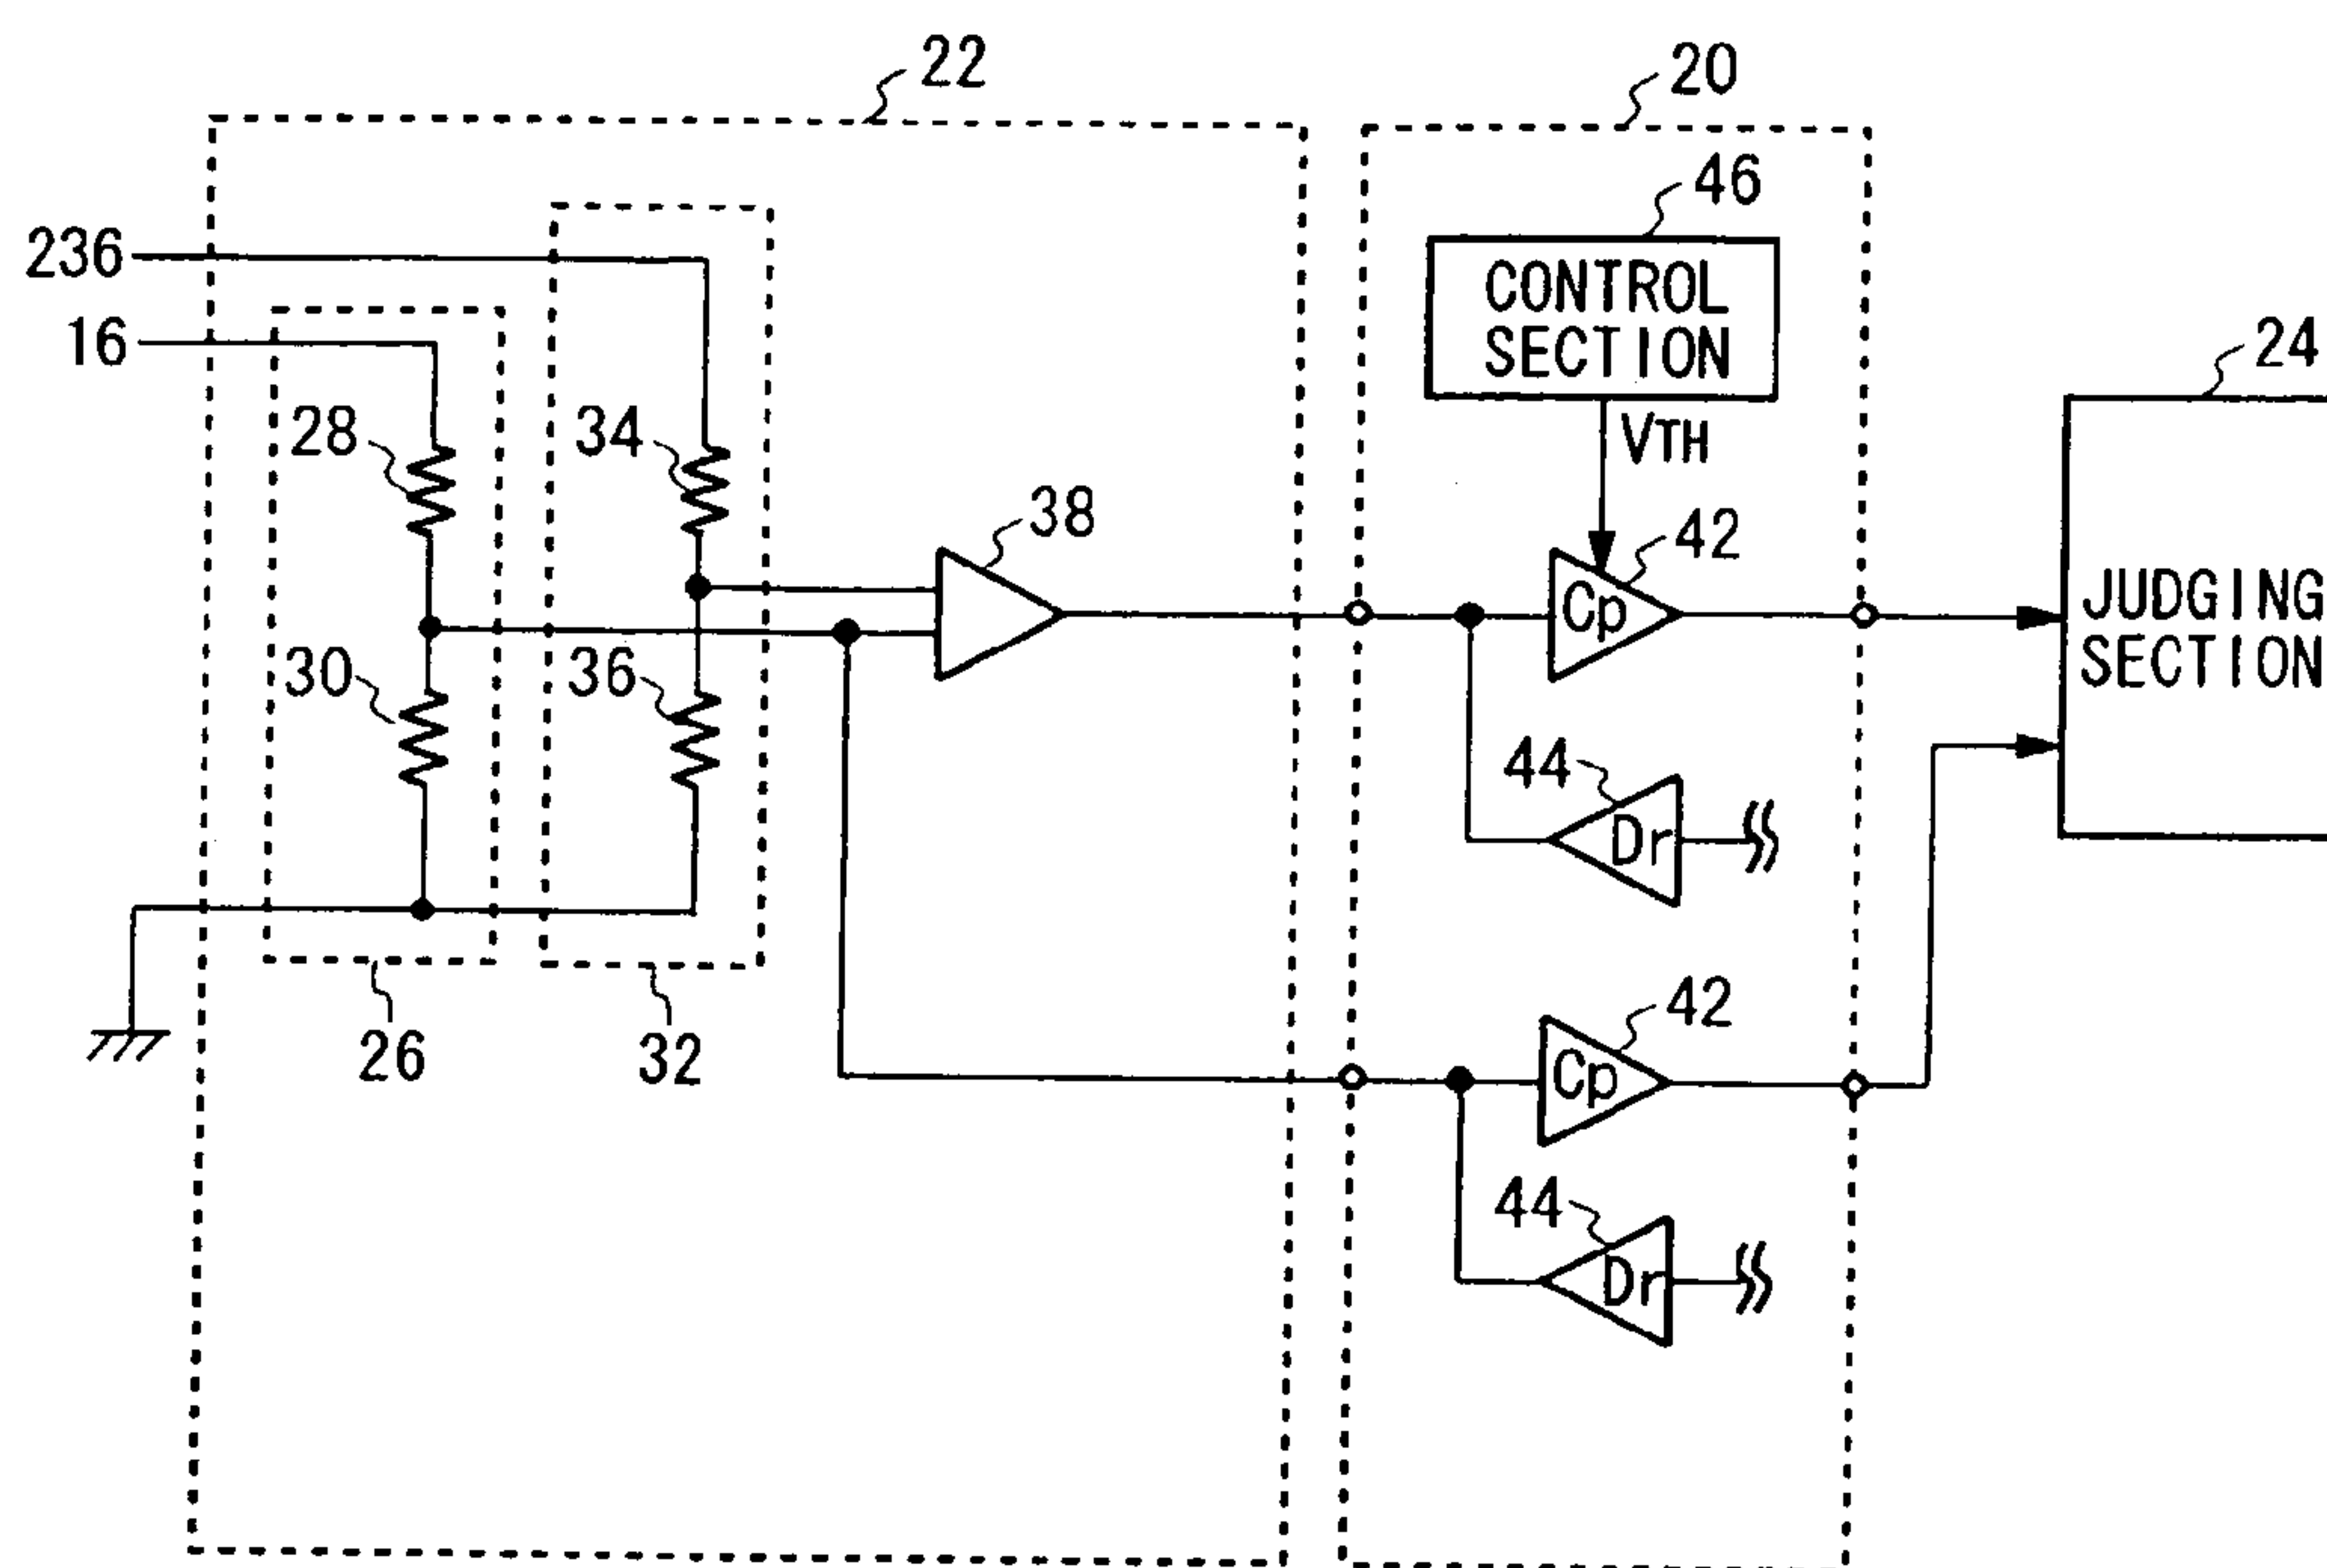 22
20
46
236
CONTROL
SECTION
16
24
28
34
VTH
38
42
Cp
JUDGING
SECTION
30
36
44
Dr
42
26
32
Cp
44
Dr